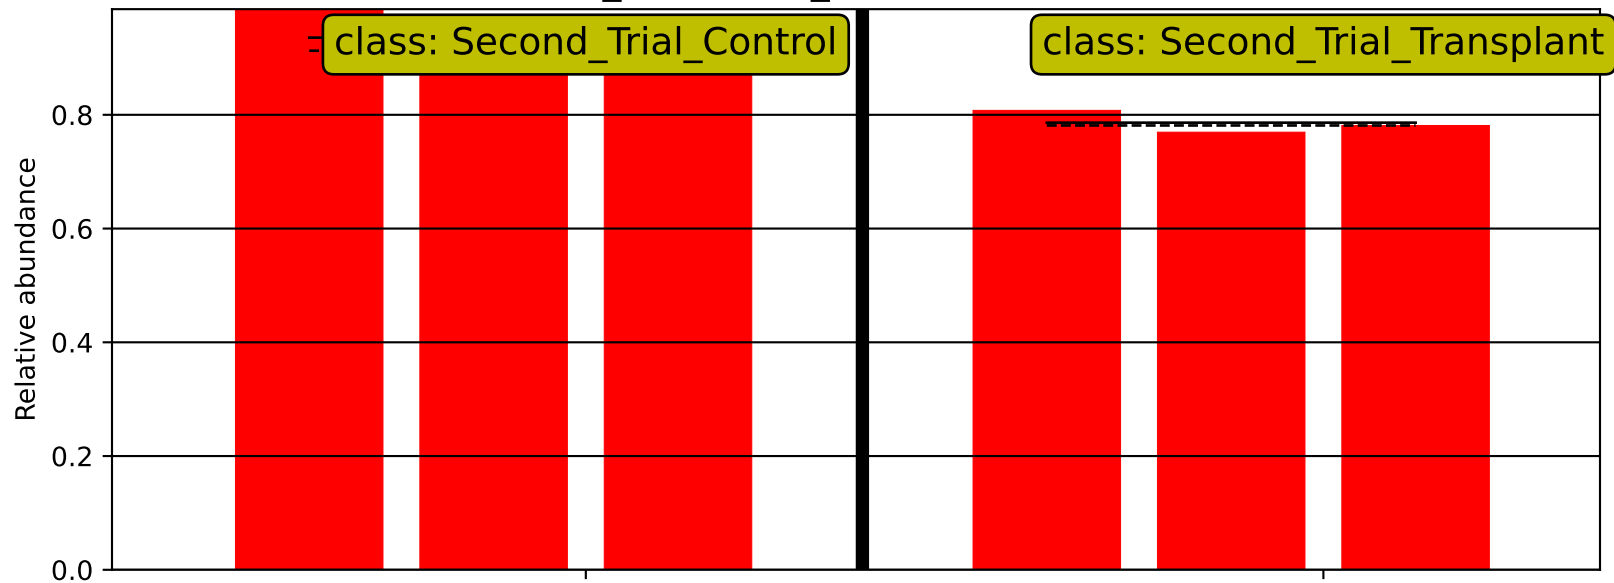 class: Second_Trial_Control
class: Second_Trial_Transplant
0.8
0.6
0.4
0.2
0.0
Relative abundance